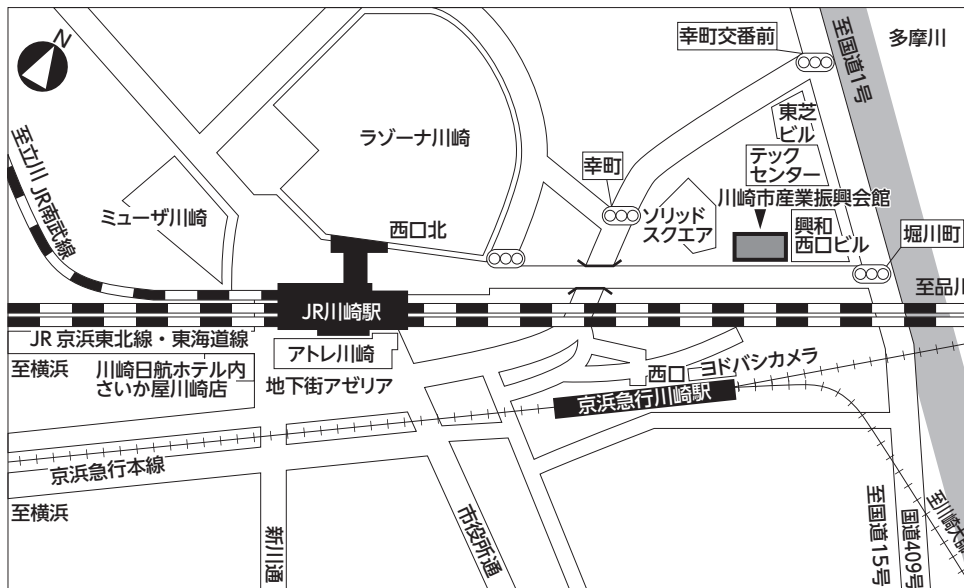 N
幸町交番前
至国道1号
多摩川
東芝
ビル
ラゾーナ川崎
テック
センター
幸町
至立川 JR南武線
川崎市産業振興会館
ミューザ川崎
西口北
ソリッド
スクエア
興和
西口ビル
堀川町
至品川
JR川崎駅
JR 京浜東北線・東海道線
アトレ川崎
至横浜
川崎日航ホテル内
さいか屋川崎店
地下街アゼリア
西口
ヨドバシカメラ
京浜急行川崎駅
京浜急行本線
至横浜
新川通
市役所通
至国道15号
国道409号
至川崎大師